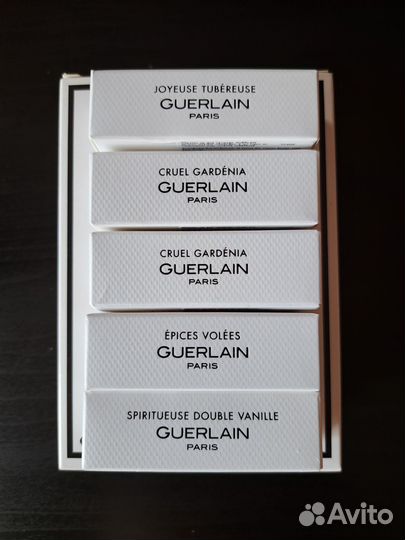 JOYEUSE TUBÉREUSE
GUERLAIN
PARIS
CRUEL GARDÉNIA
GUERLAIN
PARIS
CRUEL GARDÉNIA
GUERLAIN
PARIS
ÉPICES VOLÉES
GUERLAIN
PARIS
SPIRITUEUSE DOUBLE VANILLE
GUERLAIN
PARIS
Avito